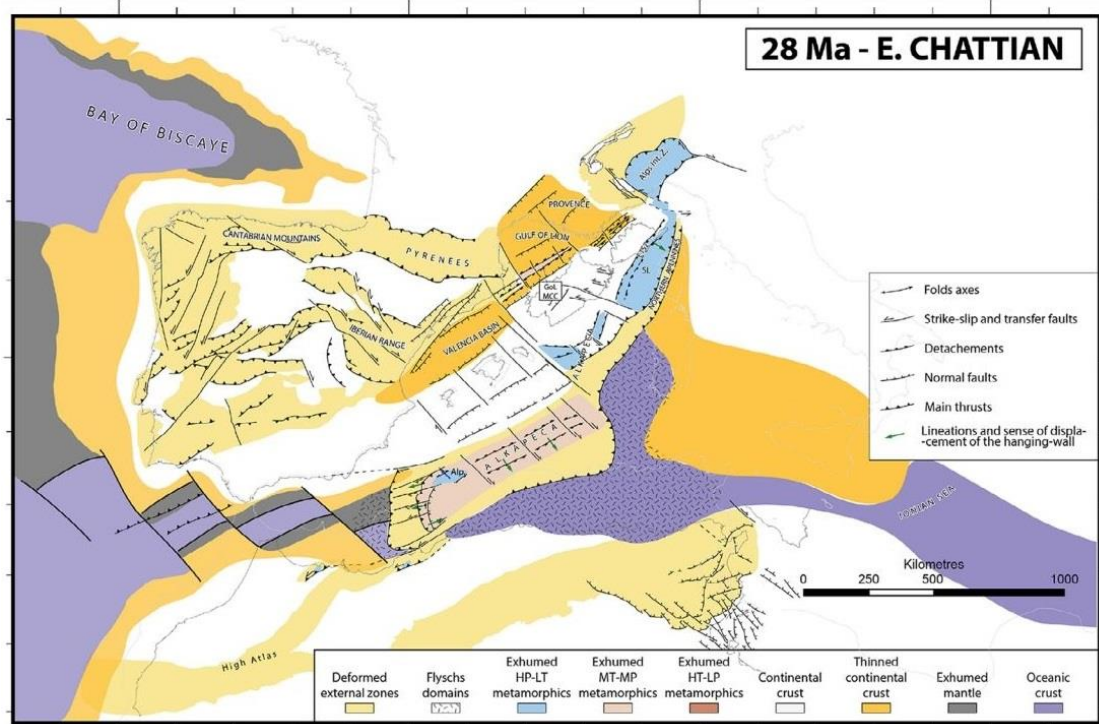 28 Ma - E. CHATTIAN
BAY OF BISCAYE
Alps Int. Z.
PROVENCE
GULF OF LION
CANTABRIAN MOUNTAINS
PYRENEES
SL
NORTHERN APENNINES
GoL
MCC
IBERIAN RANGE
VALENCIA BASIN
ALKAPECA
ALKAPECA
Alp.
IONIAN SEA
High Atlas
Folds axes
Strike-slip and transfer faults
Detachements
Normal faults
Main thrusts
Lineations and sense of displa-
-cement of the hanging-wall
Kilometres
0 250 500 1000
Deformed
external zones
Flyschs
domains
Exhumed
HP-LT
metamorphics
Exhumed
MT-MP
metamorphics
Exhumed
HT-LP
metamorphics
Continental
crust
Thinned
continental
crust
Exhumed
mantle
Oceanic
crust